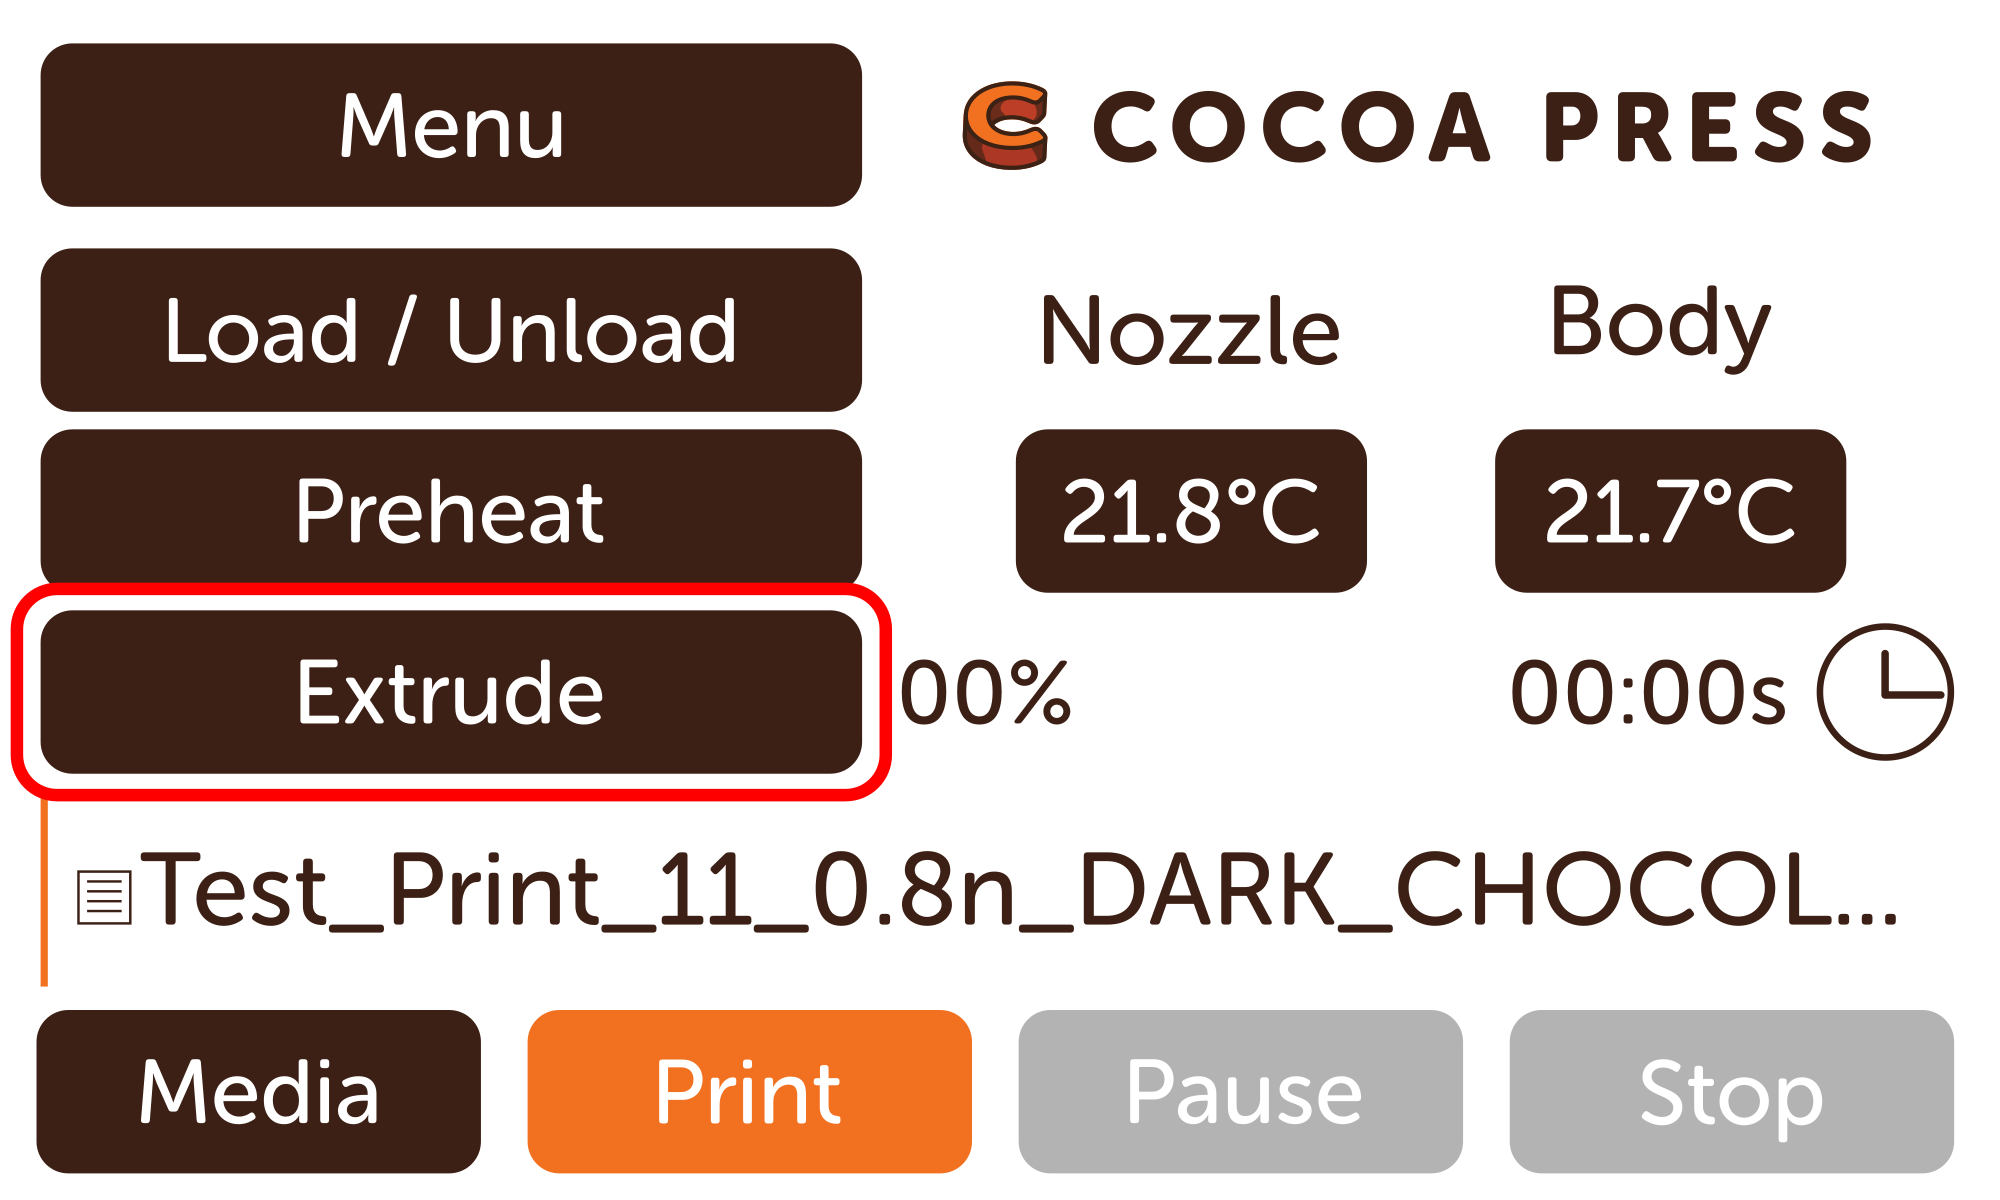 Menu
COCOA PRESS
Load / Unload
Nozzle
Body
Preheat
21.8°C
21.7°C
Extrude
00%
00:00s
Test_Print_11_0.8n_DARK_CHOCOL...
Media
Print
Pause
Stop